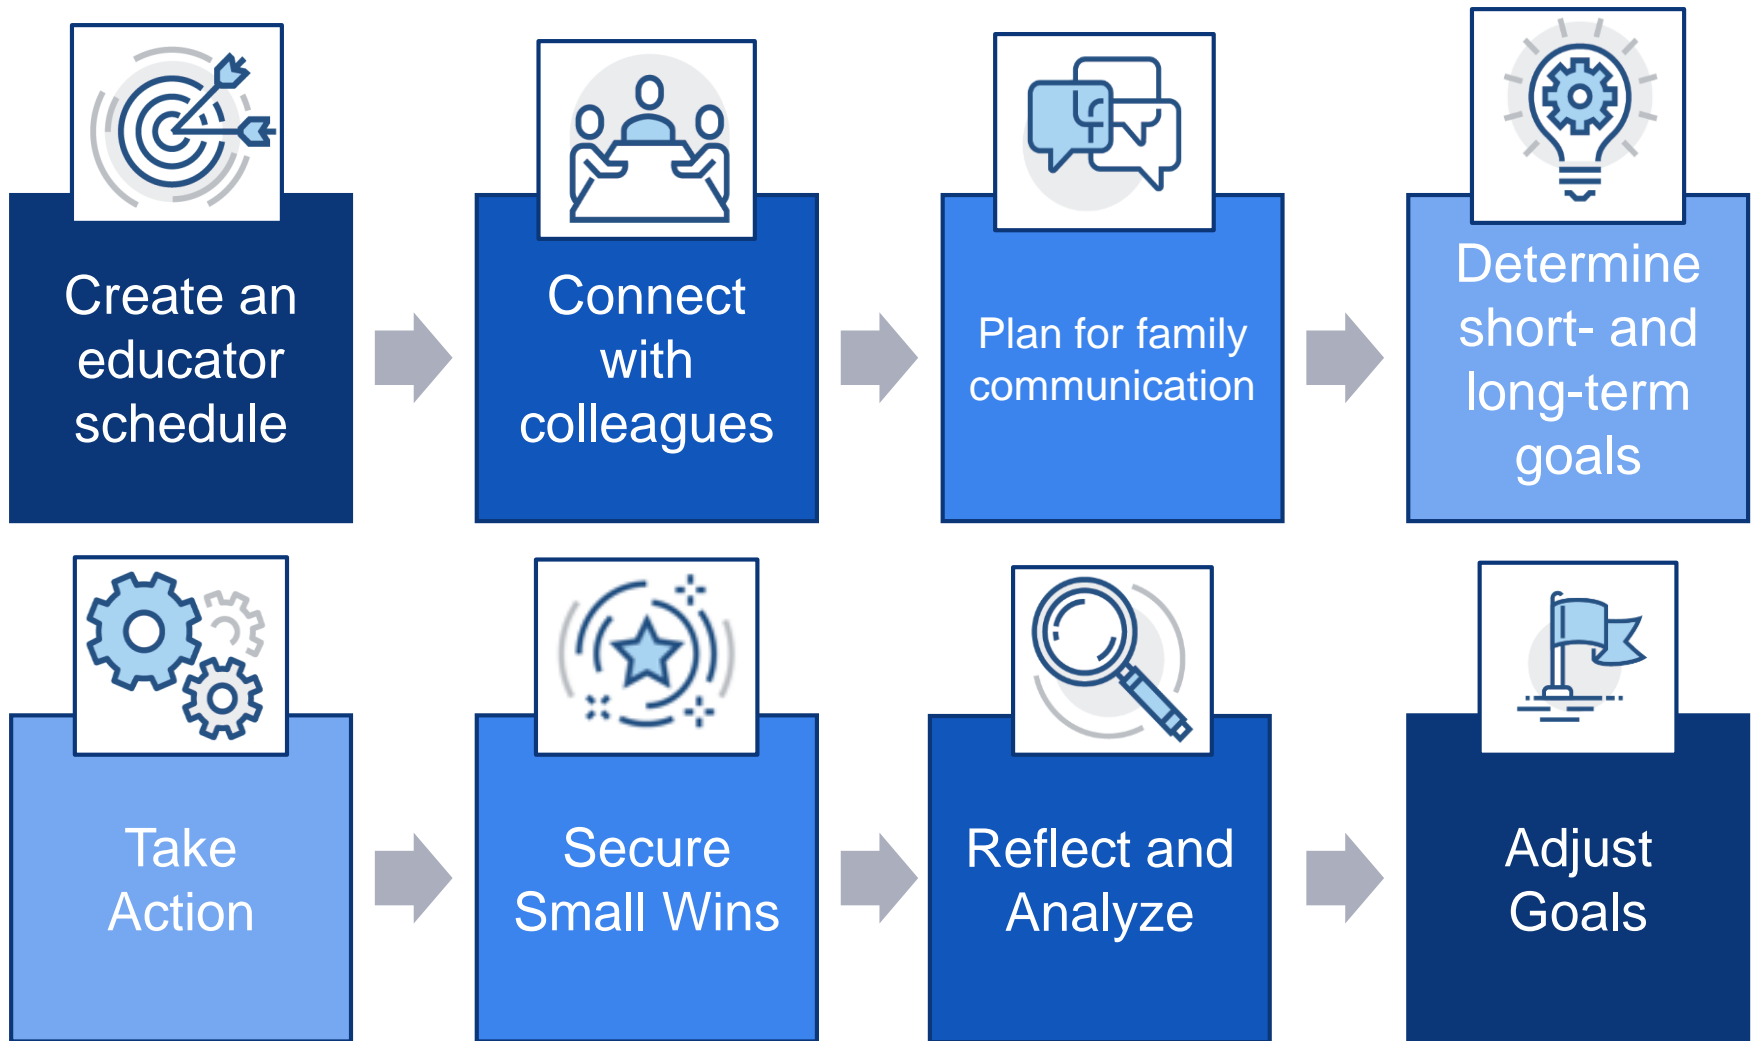 Create an
educator
schedule
Connect
with
colleagues
Plan for family
communication
Determine
short- and
long-term
goals
Take
Action
Secure
Small Wins
Reflect and
Analyze
Adjust
Goals